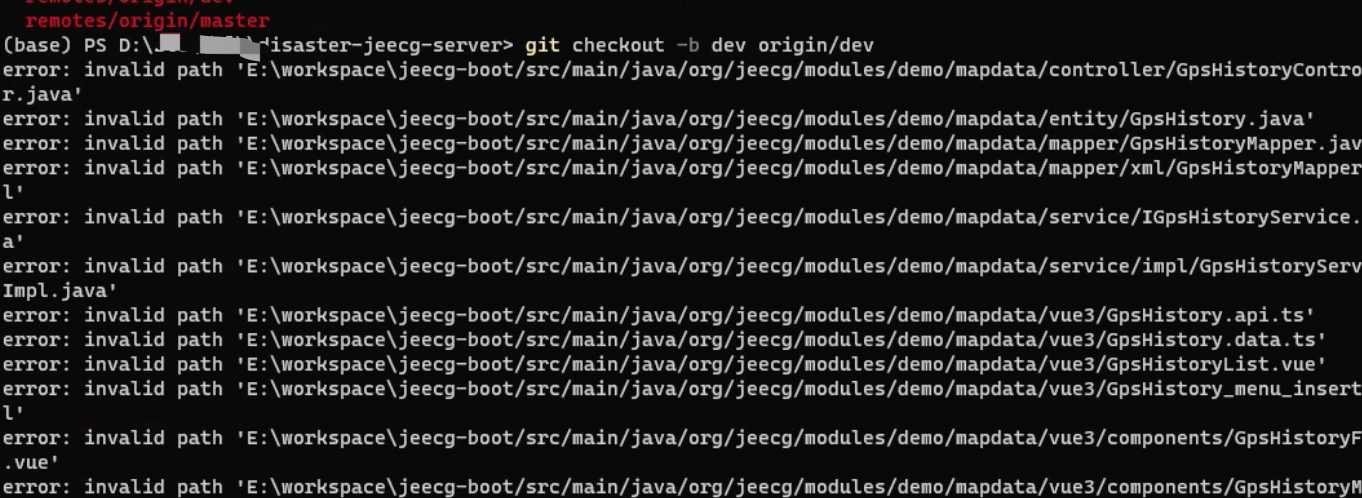 remotes/origin/master
(base) PS D:\disaster-jeecg-server> git checkout -b dev origin/dev
error: invalid path 'E:\workspace\jeecg-boot/src/main/java/org/jeecg/modules/demo/mapdata/controller/GpsHistoryContro
r.java'
error: invalid path 'E:\workspace\jeecg-boot/src/main/java/org/jeecg/modules/demo/mapdata/entity/GpsHistory.java'
error: invalid path 'E:\workspace\jeecg-boot/src/main/java/org/jeecg/modules/demo/mapdata/mapper/GpsHistoryMapper.jav
error: invalid path 'E:\workspace\jeecg-boot/src/main/java/org/jeecg/modules/demo/mapdata/mapper/xml/GpsHistoryMapper
l'
error: invalid path 'E:\workspace\jeecg-boot/src/main/java/org/jeecg/modules/demo/mapdata/service/IGpsHistoryService.
a'
error: invalid path 'E:\workspace\jeecg-boot/src/main/java/org/jeecg/modules/demo/mapdata/service/impl/GpsHistoryServ
Impl.java'
error: invalid path 'E:\workspace\jeecg-boot/src/main/java/org/jeecg/modules/demo/mapdata/vue3/GpsHistory.api.ts'
error: invalid path 'E:\workspace\jeecg-boot/src/main/java/org/jeecg/modules/demo/mapdata/vue3/GpsHistory.data.ts'
error: invalid path 'E:\workspace\jeecg-boot/src/main/java/org/jeecg/modules/demo/mapdata/vue3/GpsHistoryList.vue'
error: invalid path 'E:\workspace\jeecg-boot/src/main/java/org/jeecg/modules/demo/mapdata/vue3/GpsHistory_menu_insert
l'
error: invalid path 'E:\workspace\jeecg-boot/src/main/java/org/jeecg/modules/demo/mapdata/vue3/components/GpsHistoryF
.vue'
error: invalid path 'E:\workspace\jeecg-boot/src/main/java/org/jeecg/modules/demo/mapdata/vue3/components/GpsHistoryM